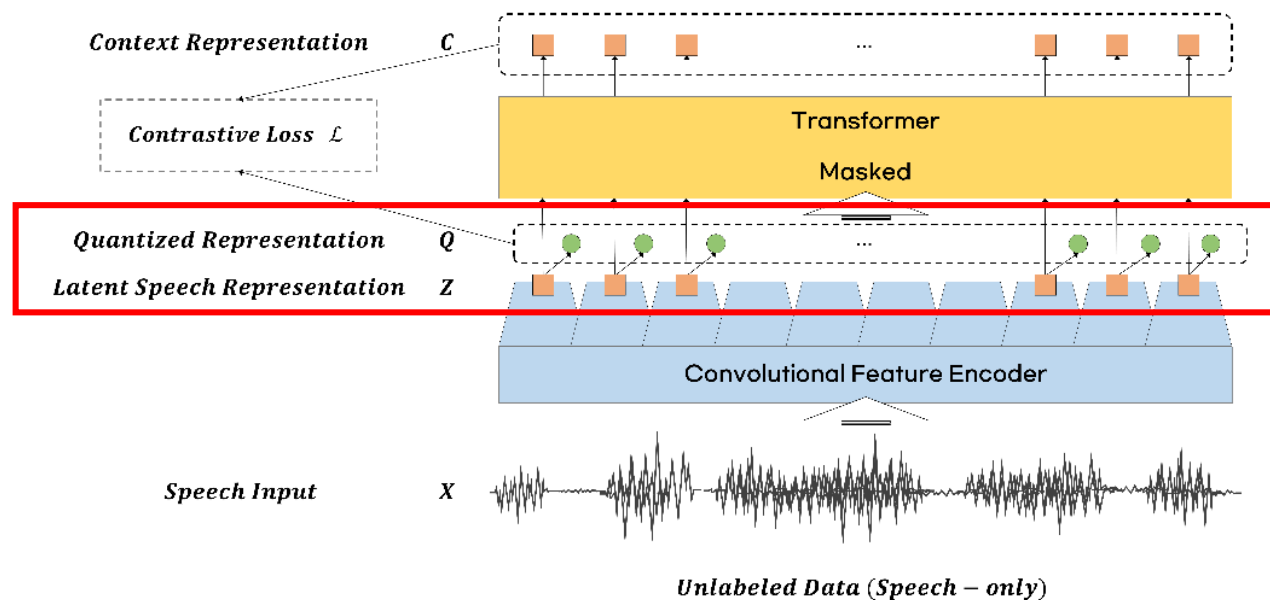 Context Representation C
...
Transformer
Contrastive Loss ℒ
Masked
Quantized Representation Q
...
Latent Speech Representation Z
Convolutional Feature Encoder
Speech Input X
Unlabeled Data (Speech − only)